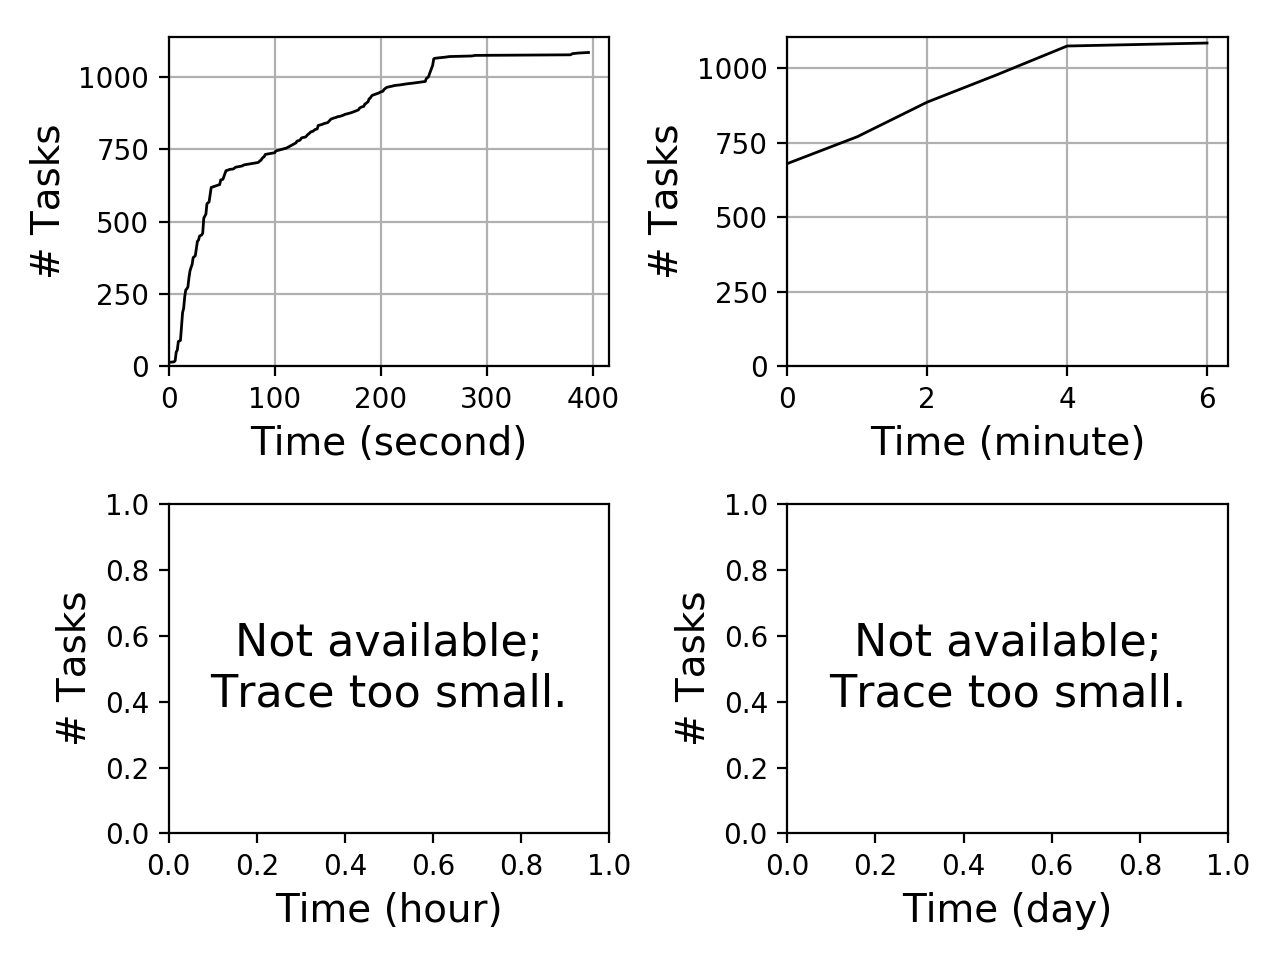 # Tasks
1000
750
500
250
0
0 100 200 300 400
Time (second)
# Tasks
1000
750
500
250
0
0 2 4 6
Time (minute)
# Tasks
1.0
0.8
0.6
0.4
0.2
0.0
Not available;
Trace too small.
0.0 0.2 0.4 0.6 0.8 1.0
Time (hour)
# Tasks
1.0
0.8
0.6
0.4
0.2
0.0
Not available;
Trace too small.
0.0 0.2 0.4 0.6 0.8 1.0
Time (day)